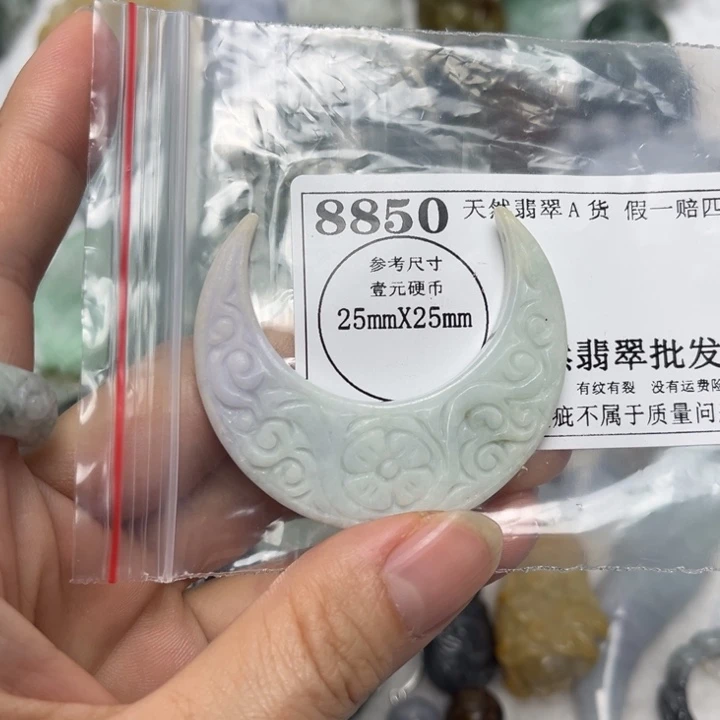 8850 天然翡翠A货 假一赔四
参考尺寸
壹元硬币
25mmX25mm
翡翠批发
有纹有裂 没有运费险
疵不属于质量问